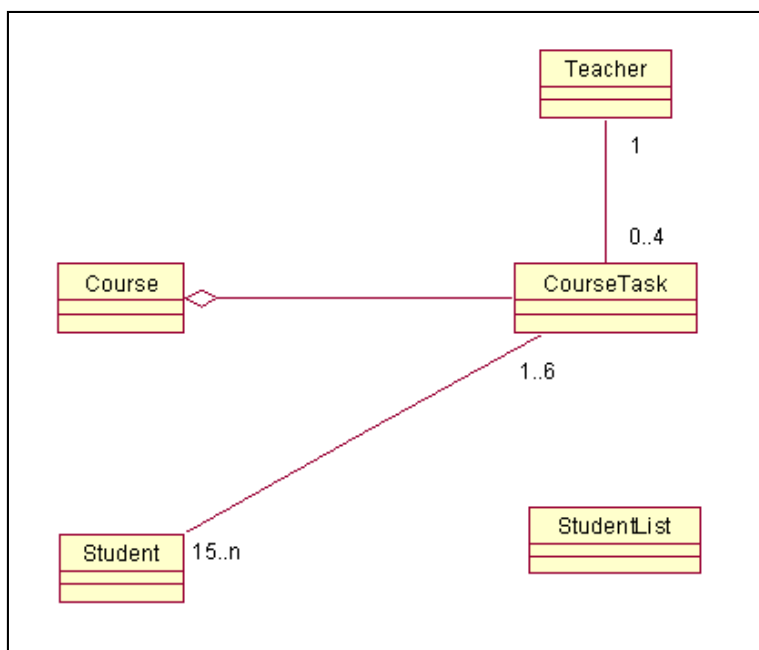 Teacher
1
0..4
Course
CourseTask
1..6
Student
15..n
StudentList